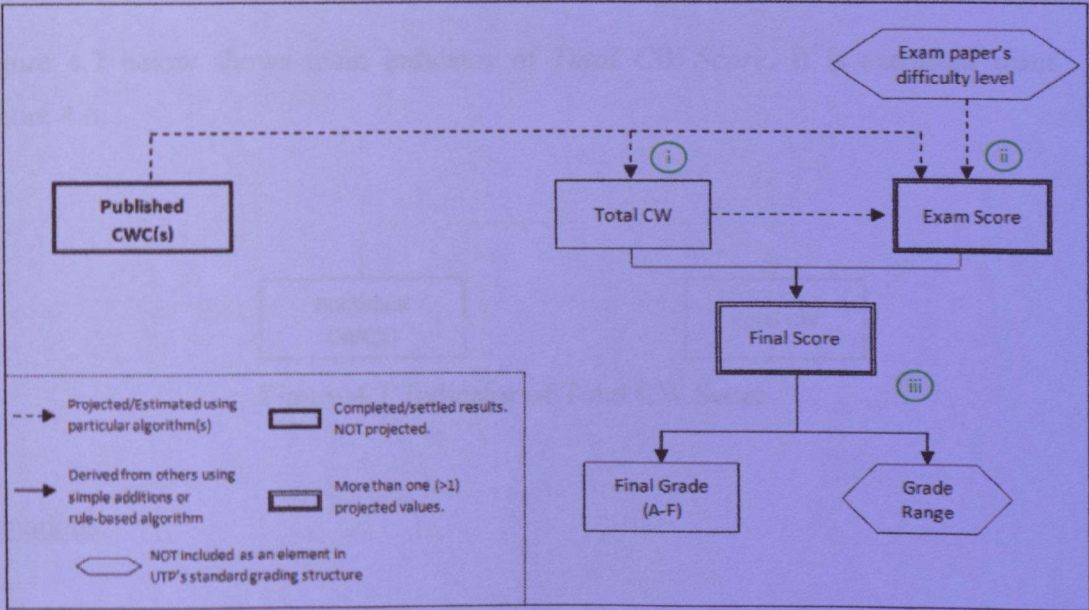 Exam paper's
difficulty level
i
ii
Published
CWC(s)
Total CW
Exam Score
Final Score
iii
Final Grade
(A-F)
Grade
Range
Projected/Estimated using
particular algorithm(s)
Completed/settled results.
NOT projected.
Derived from others using
simple additions or
rule-based algorithm
More than one (>1)
projected values.
NOT included as an element in
UTP's standard grading structure